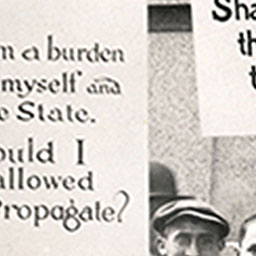 m a burden
myself and
e State.
ould I
allowed
Propagate?
Sha
th
t